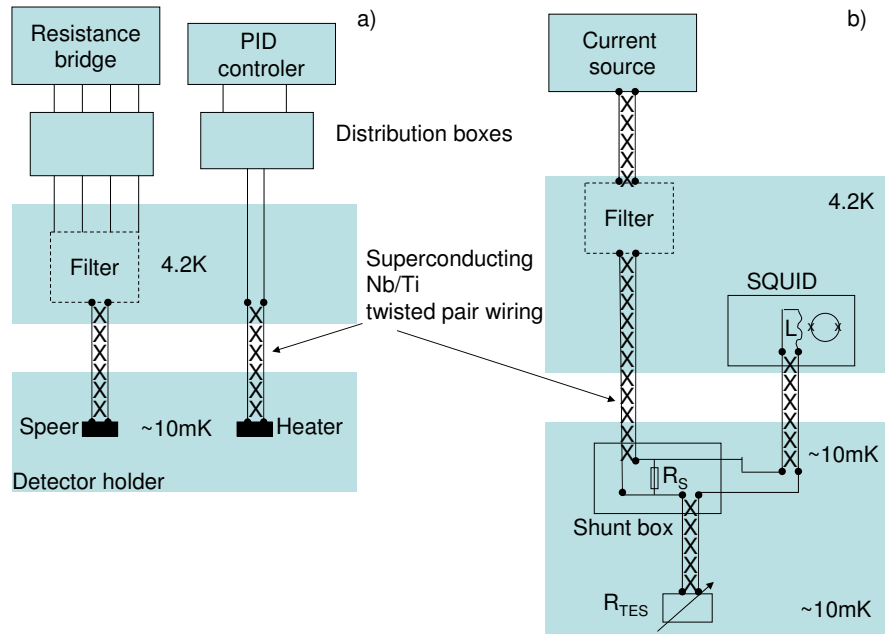 a)
Resistance
bridge
PID
controler
Distribution boxes
Filter
4.2K
Superconducting
Nb/Ti
twisted pair wiring
Speer
~10mK
Heater
Detector holder
b)
Current
source
4.2K
Filter
SQUID
L
~10mK
R_S
Shunt box
R_TES
~10mK